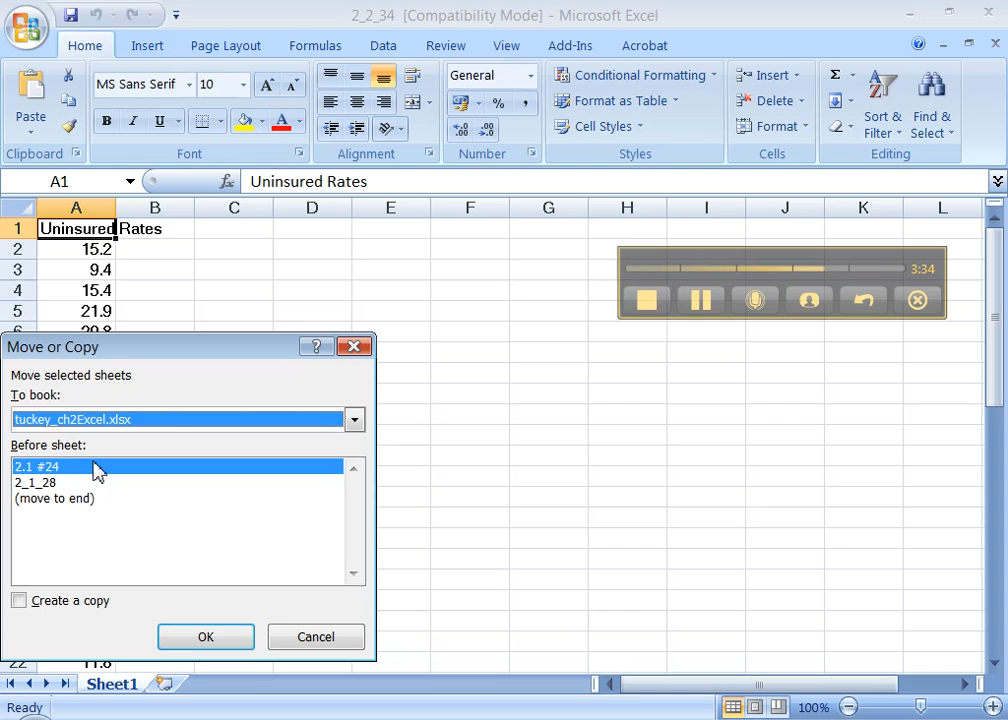 2_2_34 [Compatibility Mode] - Microsoft Excel
Home Insert Page Layout Formulas Data Review View Add-Ins Acrobat
MS Sans Serif 10 General Conditional Formatting Insert Σ
Format as Table Delete
Paste B I U A $ % , Cell Styles Format Sort & Filter Find & Select
Clipboard Font Alignment Number Styles Cells Editing
A1 fx Uninsured Rates
A B C D E F G H I J K L
1 Uninsured Rates
2 15.2
3 9.4 3:34
4 15.4
5 21.9
6 29.8
Move or Copy
Move selected sheets
To book:
tuckey_ch2Excel.xlsx
Before sheet:
2.1 #24
2_1_28
(move to end)
Create a copy
OK Cancel
22 11.8
Sheet1
Ready 100%